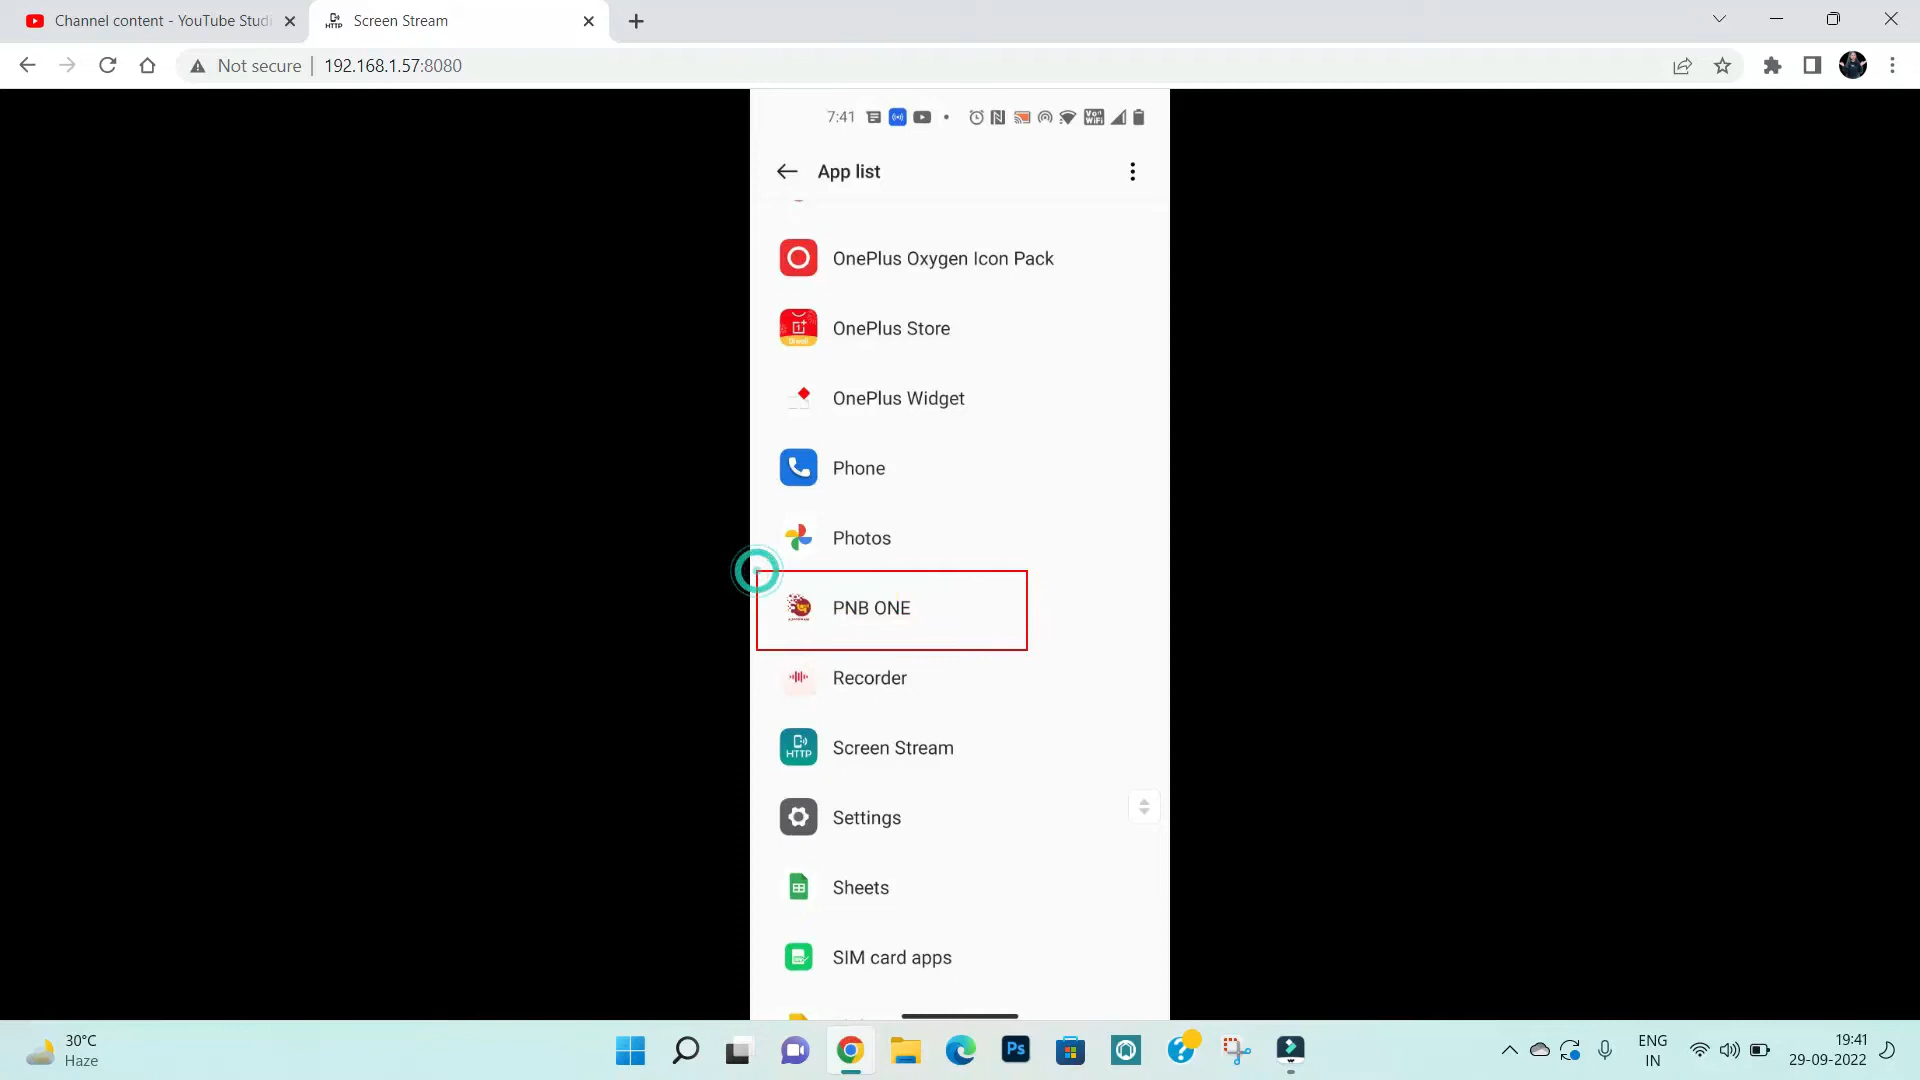 Channel content - YouTube Studi
Screen Stream
Not secure
192.168.1.57:8080
7:41
App list
OnePlus Oxygen Icon Pack
OnePlus Store
OnePlus Widget
Phone
Photos
PNB ONE
Recorder
HTTP
Screen Stream
Settings
Sheets
SIM card apps
30°C
Haze
Ps
ENG
IN
19:41
29-09-2022